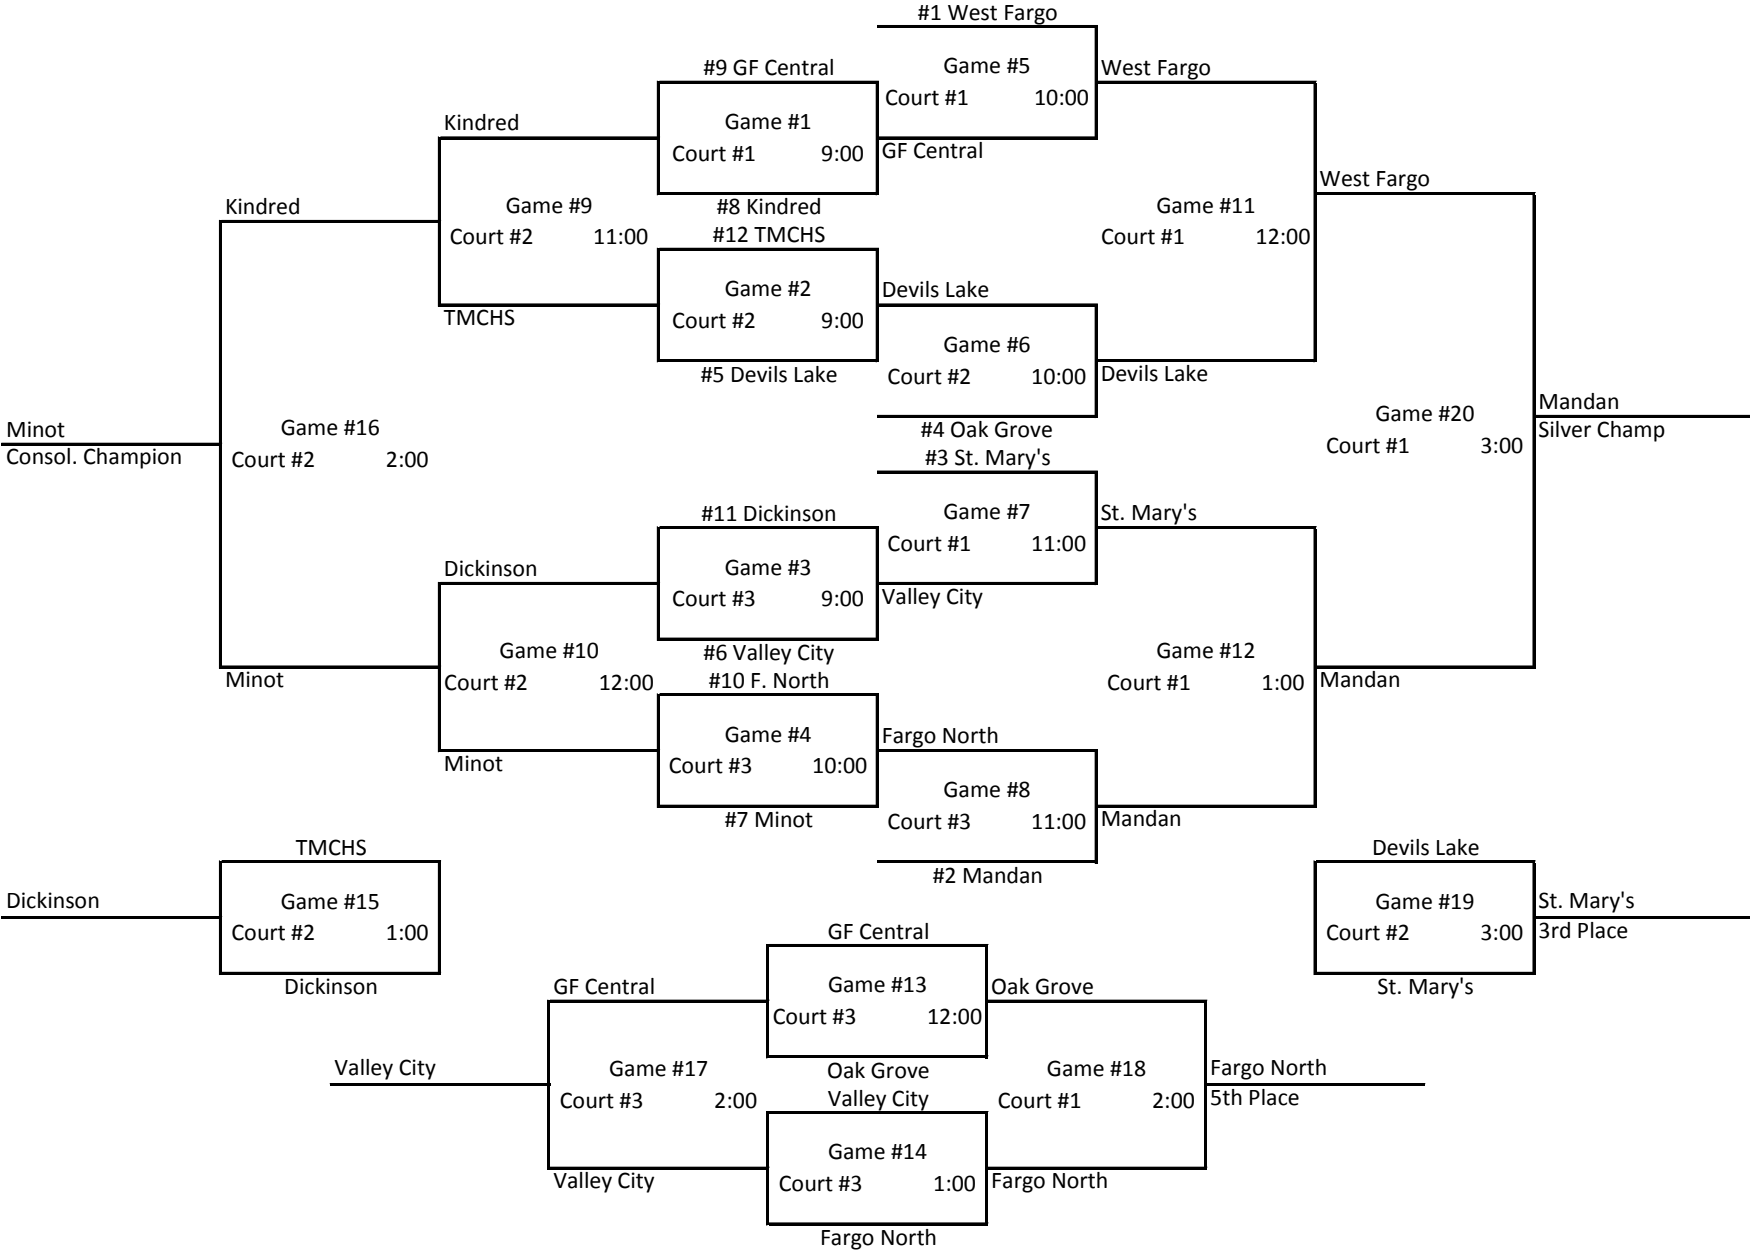 #1 West Fargo
#9 GF Central
Game #5
West Fargo
Court #1 10:00
Kindred
Game #1
Court #1 9:00
GF Central
West Fargo
Kindred
Game #9
#8 Kindred
Game #11
Court #2 11:00
#12 TMCHS
Court #1 12:00
Game #2
Devils Lake
TMCHS
Court #2 9:00
Game #6
#5 Devils Lake
Court #2 10:00
Devils Lake
Mandan
Game #20
Minot
Game #16
#4 Oak Grove
Silver Champ
Consol. Champion
Court #2 2:00
#3 St. Mary's
Court #1 3:00
#11 Dickinson
Game #7
St. Mary's
Court #1 11:00
Dickinson
Game #3
Court #3 9:00
Valley City
Game #10
#6 Valley City
Game #12
Minot
Court #2 12:00
#10 F. North
Court #1 1:00
Mandan
Game #4
Fargo North
Minot
Court #3 10:00
Game #8
#7 Minot
Court #3 11:00
Mandan
TMCHS
Devils Lake
#2 Mandan
Dickinson
Game #15
Game #19
St. Mary's
Court #2 1:00
GF Central
Court #2 3:00
3rd Place
Dickinson
GF Central
Game #13
Oak Grove
St. Mary's
Court #3 12:00
Valley City
Game #17
Oak Grove
Game #18
Fargo North
Court #3 2:00
Valley City
Court #1 2:00
5th Place
Game #14
Valley City
Court #3 1:00
Fargo North
Fargo North